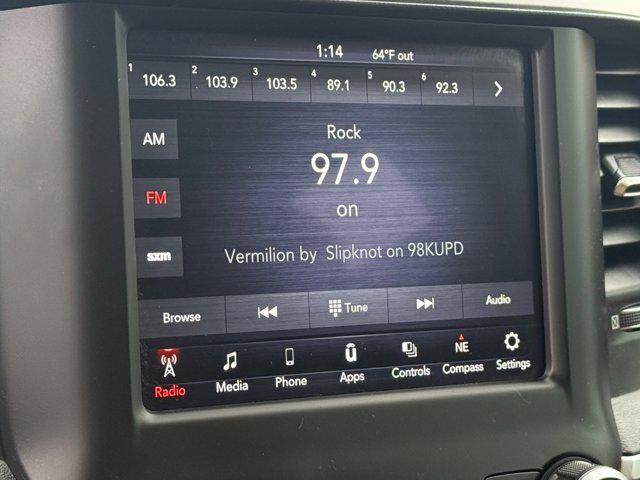 1:14 64°F out
1 106.3 2 103.9 3 103.5 4 89.1 5 90.3 6 92.3
AM
Rock
97.9
FM
on
sxm
Vermilion by Slipknot on 98KUPD
Browse Tune Audio
Radio Media Phone Apps Controls NE Compass Settings